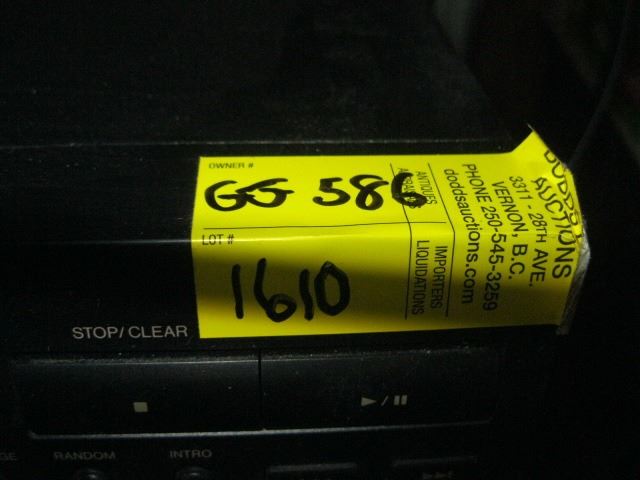 OWNER #
GG 586
LOT #
1610
ANTIQUES
IMPORTERS
LIQUIDATIONS
DODDS
AUCTIONS
3311 - 28TH AVE.
VERNON, B.C.
PHONE 250-545-3259
doddsauctions.com
STOP/CLEAR
■
►/❚❚
RANDOM
INTRO